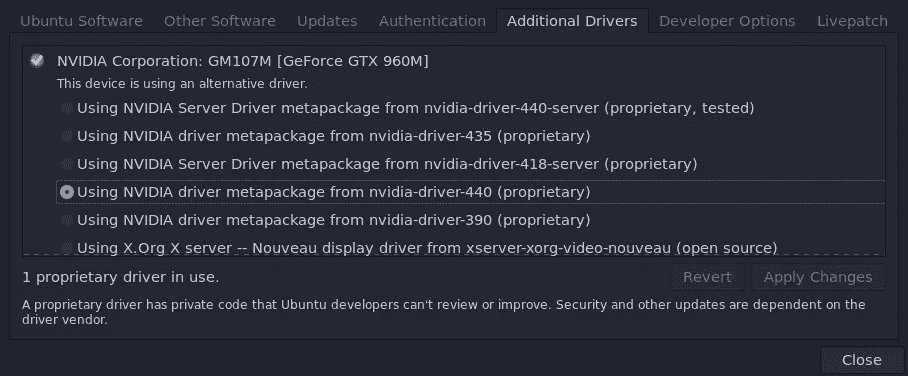 Ubuntu Software Other Software Updates Authentication Additional Drivers Developer Options Livepatch
NVIDIA Corporation: GM107M [GeForce GTX 960M]
This device is using an alternative driver.
Using NVIDIA Server Driver metapackage from nvidia-driver-440-server (proprietary, tested)
Using NVIDIA driver metapackage from nvidia-driver-435 (proprietary)
Using NVIDIA Server Driver metapackage from nvidia-driver-418-server (proprietary)
Using NVIDIA driver metapackage from nvidia-driver-440 (proprietary)
Using NVIDIA driver metapackage from nvidia-driver-390 (proprietary)
Using X.Org X server -- Nouveau display driver from xserver-xorg-video-nouveau (open source)
1 proprietary driver in use.
Revert Apply Changes
A proprietary driver has private code that Ubuntu developers can't review or improve. Security and other updates are dependent on the
driver vendor.
Close